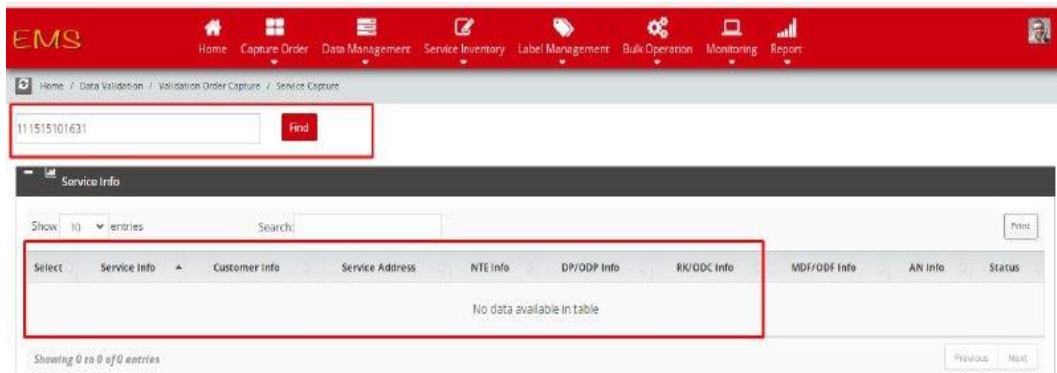 EMS
Home Capture Order Data Management Service Inventory Label Management Bulk Operation Monitoring Report
Home / Data Validation / Validation Order Capture / Service Capture
111515101631 Find
Service Info
Show 10 entries Search: Print
Select Service Info Customer Info Service Address NTE Info DP/ODP Info RK/ODC Info MDF/ODF Info AN Info Status
No data available in table
Showing 0 to 0 of 0 entries Previous Next